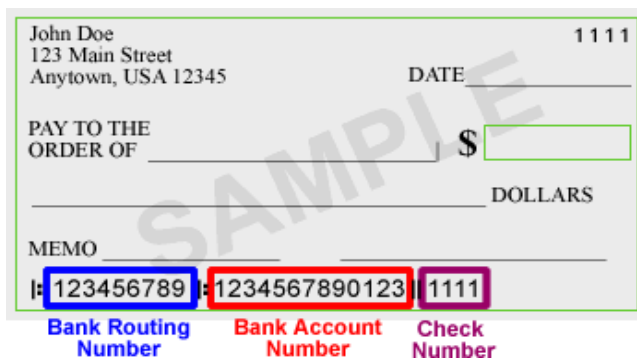 John Doe
1111
123 Main Street
Anytown, USA 12345
DATE
PAY TO THE
ORDER OF
$
DOLLARS
SAMPLE
MEMO
123456789 1234567890123 1111
Bank Routing Number
Bank Account Number
Check Number